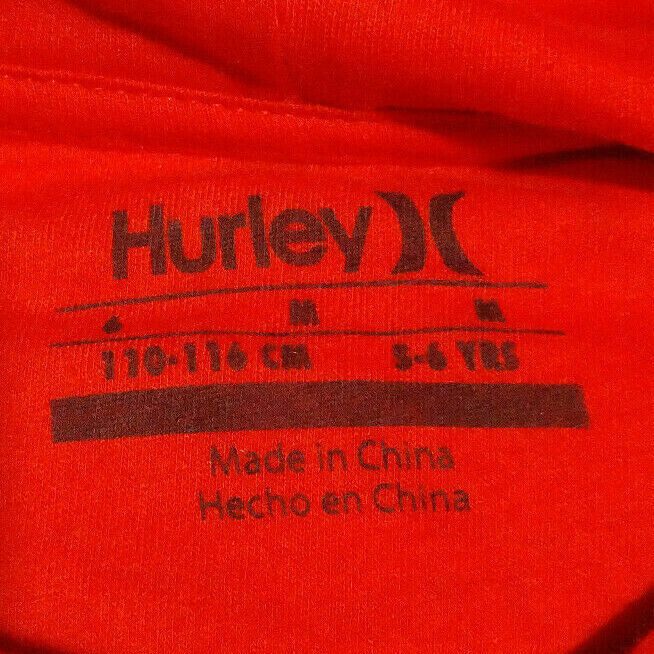 Hurley
6 M M
110-116 CM 5-6 YRS
Made in China
Hecho en China